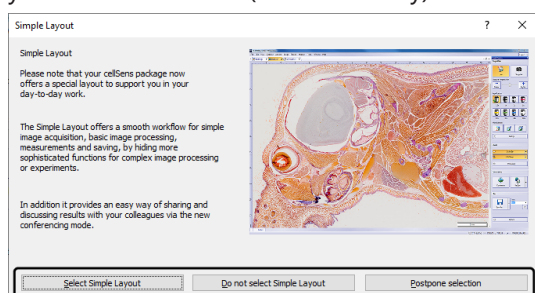 Simple Layout
?
Simple Layout
Please note that your cellSens package now
offers a special layout to support you in your
day-to-day work.
The Simple Layout offers a smooth workflow for simple
image acquisition, basic image processing,
measurements and saving, by hiding more
sophisticated functions for complex image processing
or experiments.
In addition it provides an easy way of sharing and
discussing results with your colleagues via the new
conferencing mode.
Select Simple Layout
Do not select Simple Layout
Postpone selection